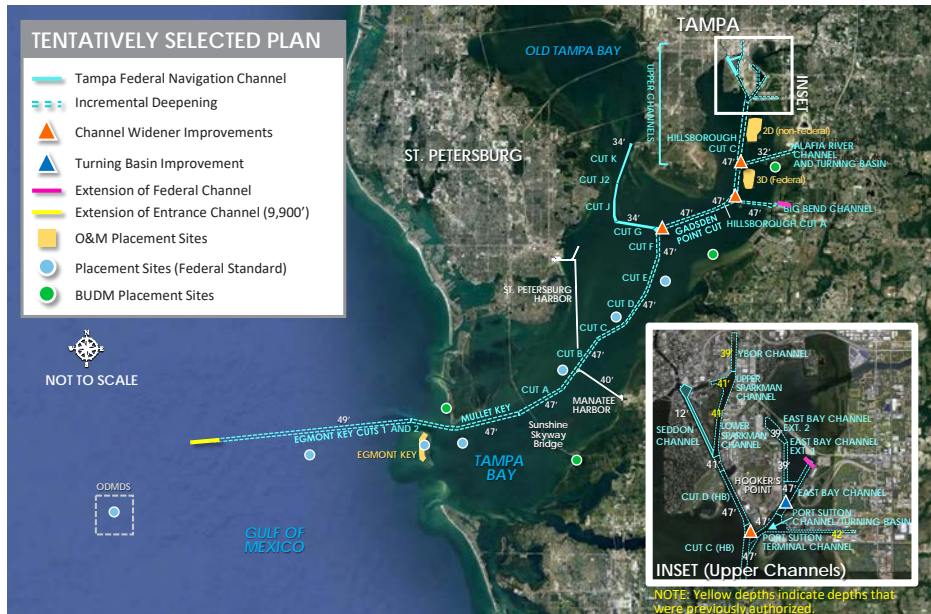 TENTATIVELY SELECTED PLAN
Tampa Federal Navigation Channel
Incremental Deepening
Channel Widener Improvements
Turning Basin Improvement
Extension of Federal Channel
Extension of Entrance Channel (9,900')
O&M Placement Sites
Placement Sites (Federal Standard)
BUDM Placement Sites
N
NOT TO SCALE
TAMPA
OLD TAMPA BAY
UPPER CHANNELS
INSET
ST. PETERSBURG
HILLSBOROUGH
CUT C
2D (non-Federal)
ALAFIA RIVER
CHANNEL
AND TURNING BASIN
32'
47'
3D (Federal)
34'
CUT K
CUT J2
CUT J
34'
CUT G
47'
47'
47'
47'
BIG BEND CHANNEL
GADSDEN
POINT CUT
HILLSBOROUGH CUT A
CUT F
47'
CUT E
ST. PETERSBURG
HARBOR
CUT D
47'
CUT C
CUT B
47'
40'
CUT A
47'
MANATEE
HARBOR
MULLET KEY
47'
49'
EGMONT KEY CUTS 1 AND 2
Sunshine
Skyway
Bridge
EGMONT KEY
TAMPA
BAY
ODMDS
GULF OF
MEXICO
39'
YBOR CHANNEL
41'
UPPER
SPARKMAN
CHANNEL
12'
41'
SEDDON
CHANNEL
LOWER
SPARKMAN
CHANNEL
EAST BAY CHANNEL
EXT. 2
39'
EAST BAY CHANNEL
EXT. 1
39'
41'
HOOKER'S
POINT
47'
EAST BAY CHANNEL
CUT D (HB)
47'
47'
PORT SUTTON
CHANNEL/TURNING BASIN
42'
PORT SUTTON
TERMINAL CHANNEL
CUT C (HB)
47'
INSET (Upper Channels)
NOTE: Yellow depths indicate depths that
were previously authorized.